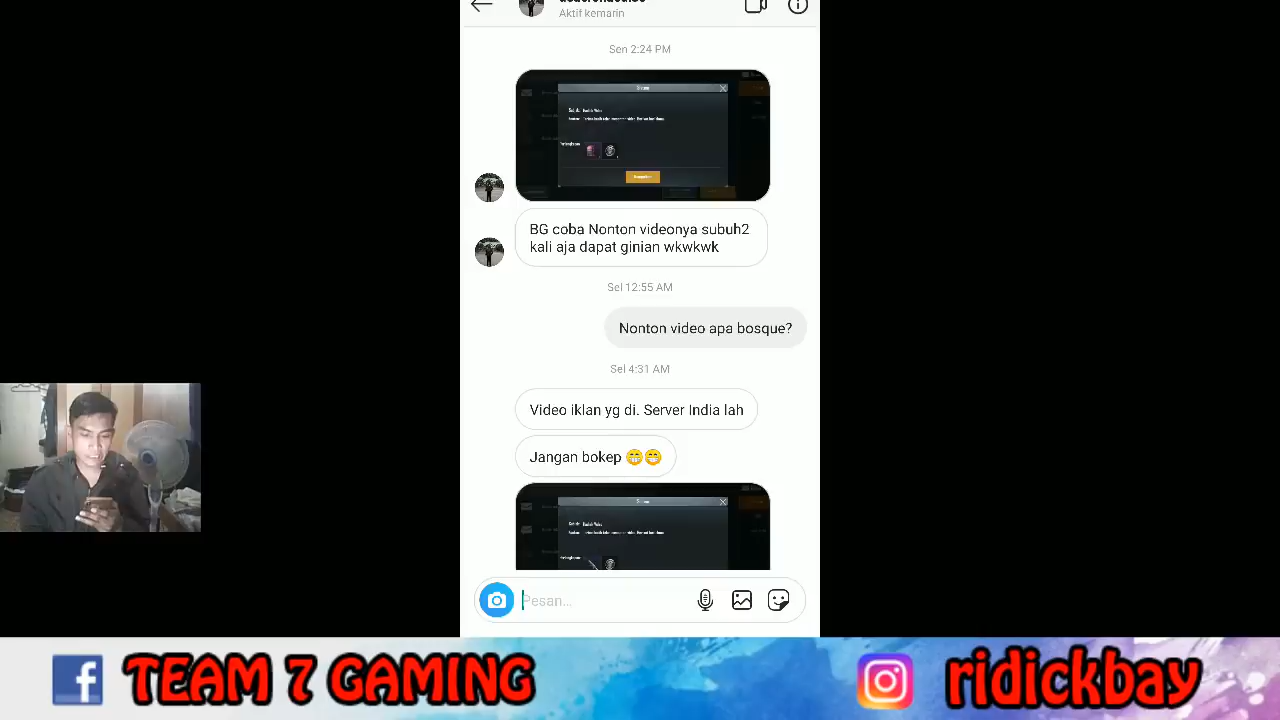 Aktif kemarin
Sen 2:24 PM
BG coba Nonton videonya subuh2
kali aja dapat ginian wkwkwk
Sel 12:55 AM
Nonton video apa bosque?
Sel 4:31 AM
Video iklan yg di. Server India lah
Jangan bokep 😁😁
Pesan...
TEAM 7 GAMING
ridickbay